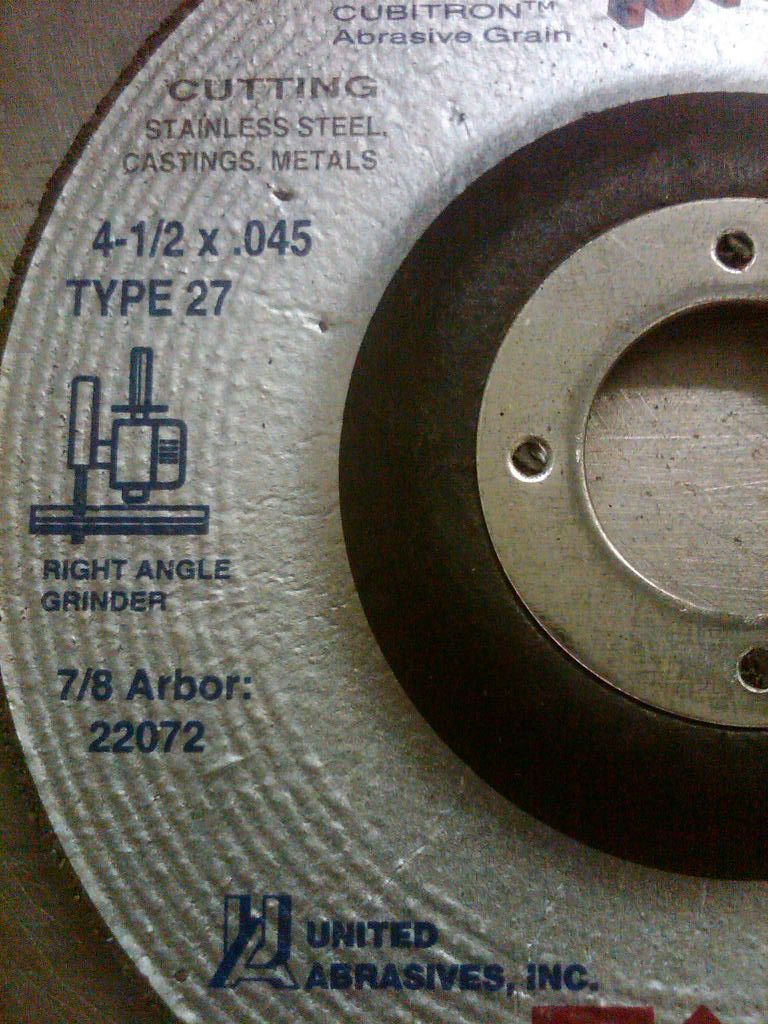 CUBITRON™
Abrasive Grain
CUTTING
STAINLESS STEEL,
CASTINGS, METALS
4-1/2 x .045
TYPE 27
RIGHT ANGLE
GRINDER
7/8 Arbor:
22072
UNITED
ABRASIVES, INC.